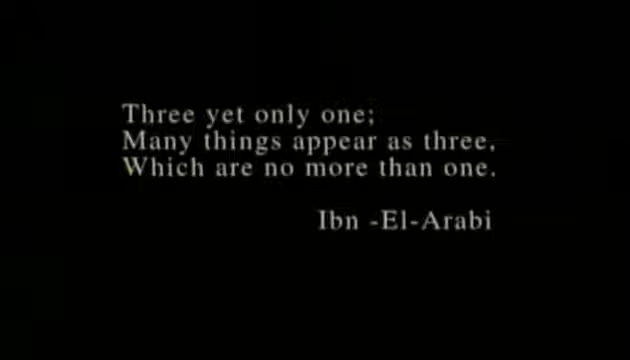 Three yet only one;
Many things appear as three,
Which are no more than one.
Ibn -El-Arabi